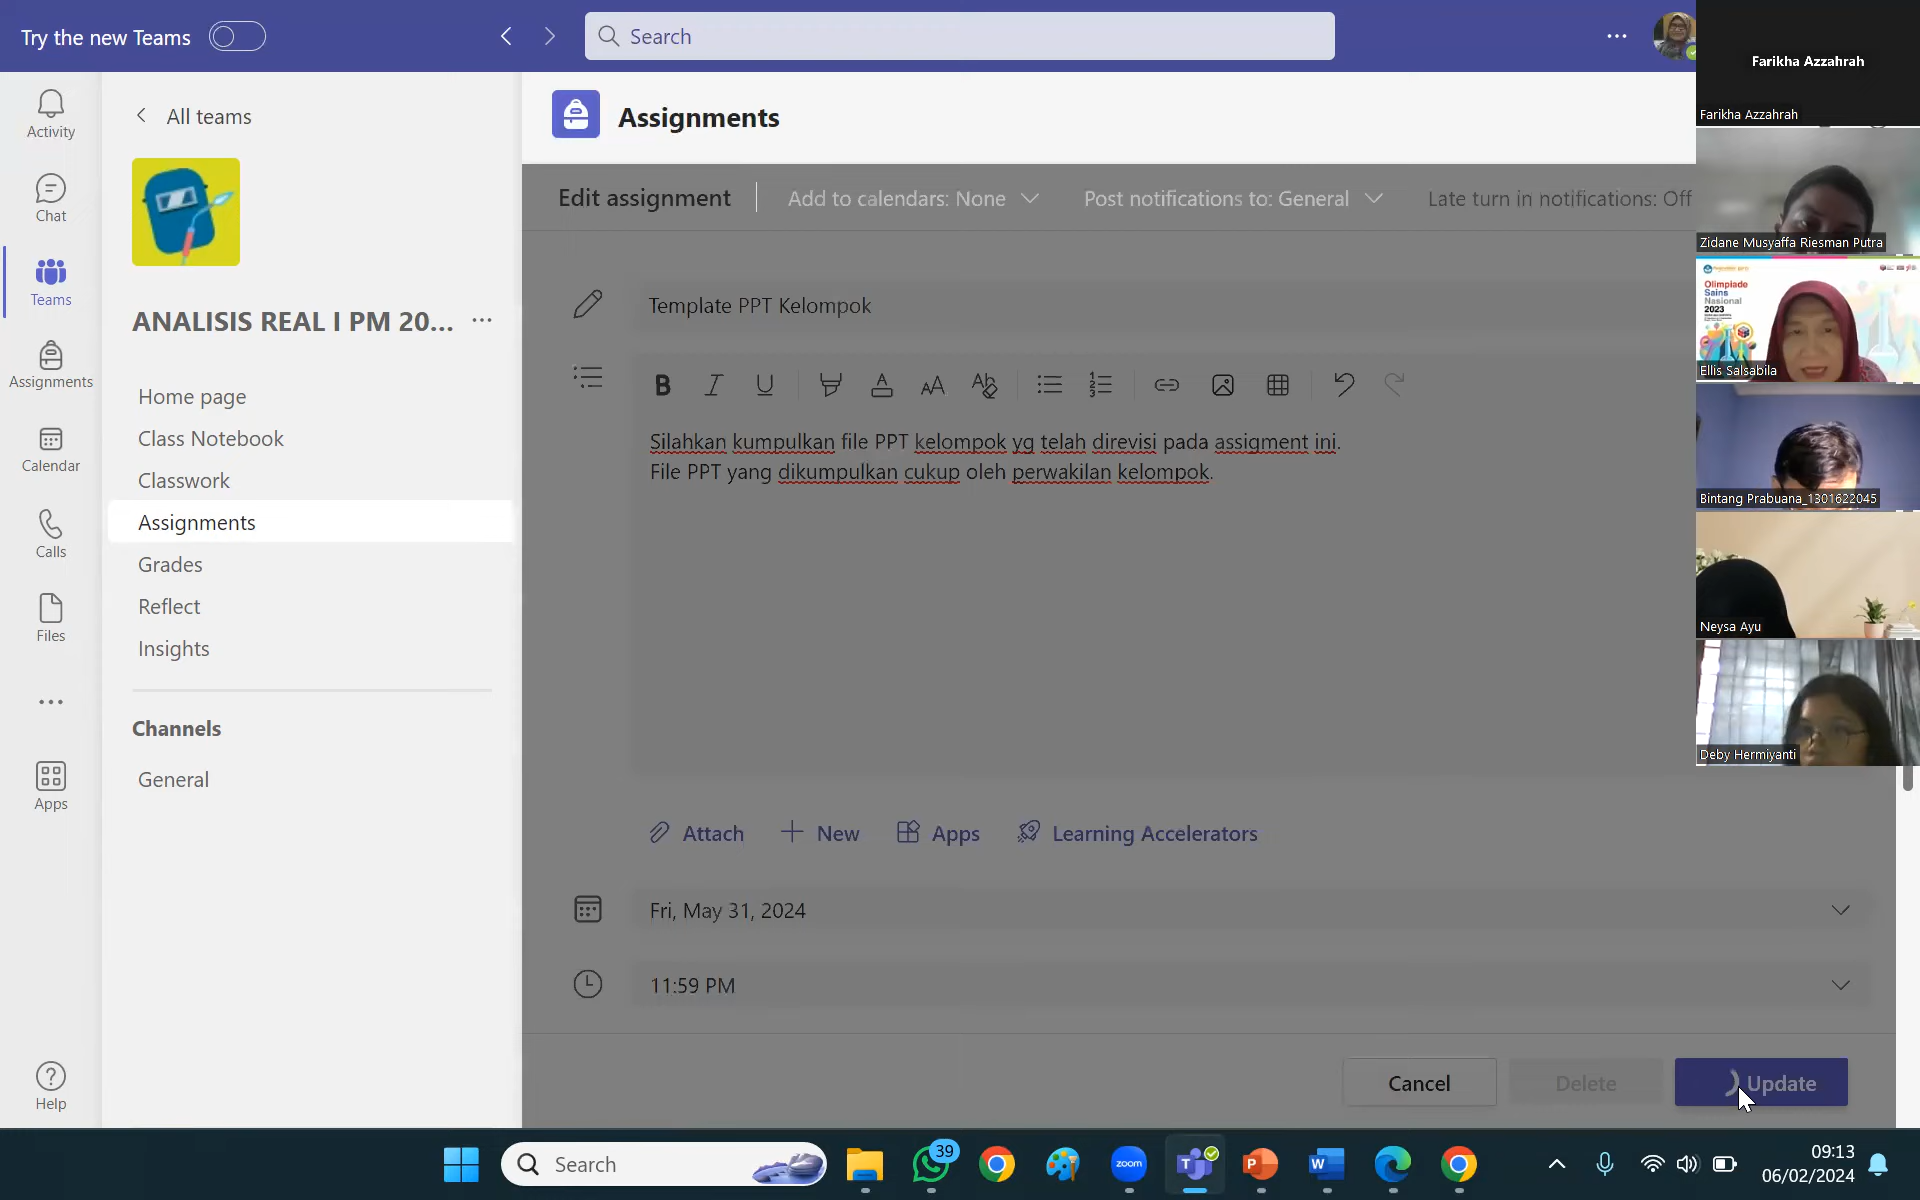 Try the new Teams
Search
Farikha Azzahrah
Farikha Azzahrah
Activity
Chat
Teams
Assignments
Calendar
Calls
Files
Apps
Help
All teams
ANALISIS REAL I PM 20...
Home page
Class Notebook
Classwork
Assignments
Grades
Reflect
Insights
Channels
General
Assignments
Edit assignment
Add to calendars: None
Post notifications to: General
Late turn in notifications: Off
Template PPT Kelompok
Silahkan kumpulkan file PPT kelompok yg telah direvisi pada assigment ini.
File PPT yang dikumpulkan cukup oleh perwakilan kelompok.
Attach
New
Apps
Learning Accelerators
Fri, May 31, 2024
11:59 PM
Cancel
Delete
Update
Zidane Musyaffa Riesman Putra
Olimpiade
Sains
Nasional
2023
Ellis Salsabila
Bintang Prabuana_1301622045
Neysa Ayu
Deby Hermiyanti
Search
39
zoom
09:13
06/02/2024